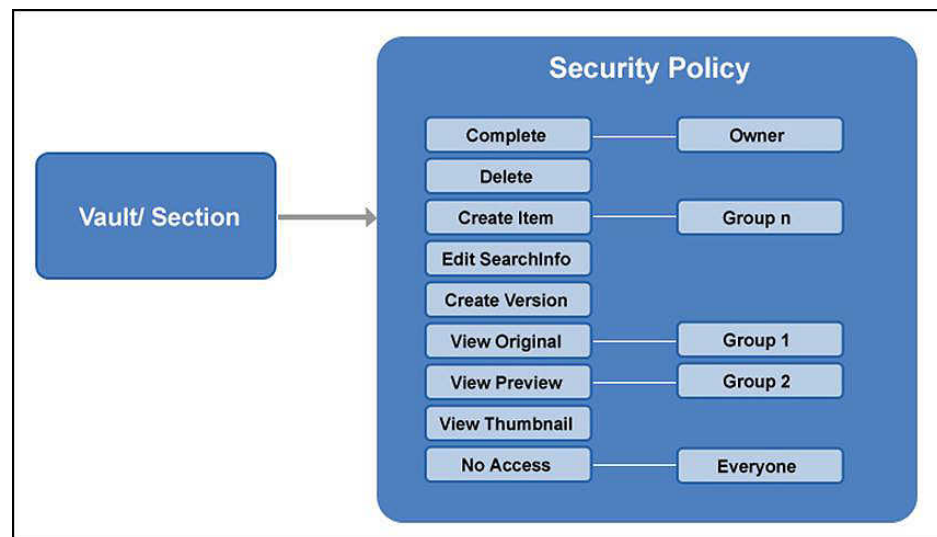 Security Policy
Vault/ Section
Complete
Owner
Delete
Create Item
Group n
Edit SearchInfo
Create Version
View Original
Group 1
View Preview
Group 2
View Thumbnail
No Access
Everyone